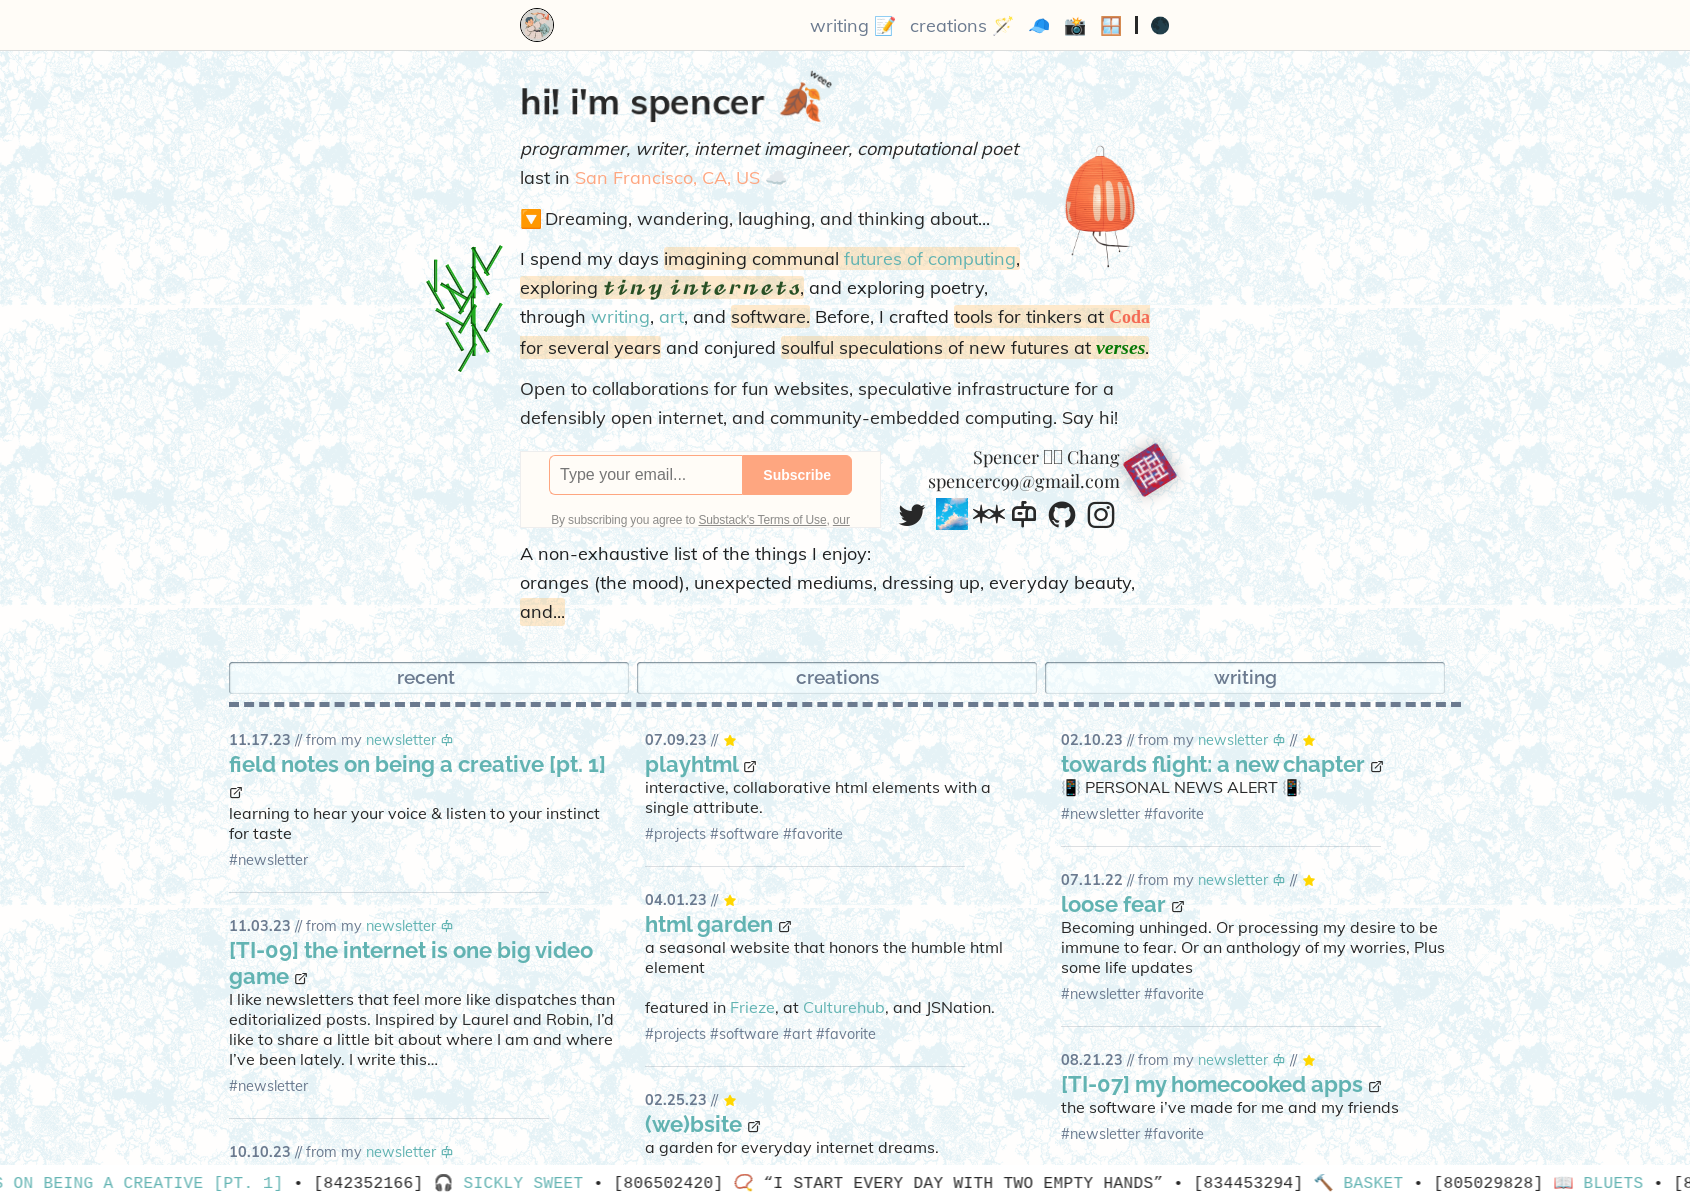 writing 📝 creations 🪄 🧢 📸 🪟 | 🌑
hi! i'm spencer 🍂
weee
programmer, writer, internet imagineer, computational poet
last in San Francisco, CA, US ☁️
🔽 Dreaming, wandering, laughing, and thinking about...
I spend my days imagining communal futures of computing,
exploring tiny internets, and exploring poetry,
through writing, art, and software. Before, I crafted tools for tinkers at Coda
for several years and conjured soulful speculations of new futures at verses.
Open to collaborations for fun websites, speculative infrastructure for a
defensibly open internet, and community-embedded computing. Say hi!
Type your email... Subscribe
By subscribing you agree to Substack's Terms of Use, our
Spencer Chang
spencerc99@gmail.com
A non-exhaustive list of the things I enjoy:
oranges (the mood), unexpected mediums, dressing up, everyday beauty,
and...
recent creations writing
11.17.23 // from my newsletter
field notes on being a creative [pt. 1]
learning to hear your voice & listen to your instinct
for taste
#newsletter
11.03.23 // from my newsletter
[TI-09] the internet is one big video
game
I like newsletters that feel more like dispatches than
editorialized posts. Inspired by Laurel and Robin, I'd
like to share a little bit about where I am and where
I've been lately. I write this...
#newsletter
10.10.23 // from my newsletter
07.09.23 // ⭐
playhtml
interactive, collaborative html elements with a
single attribute.
#projects #software #favorite
04.01.23 // ⭐
html garden
a seasonal website that honors the humble html
element
featured in Frieze, at Culturehub, and JSNation.
#projects #software #art #favorite
02.25.23 // ⭐
(we)bsite
a garden for everyday internet dreams.
02.10.23 // from my newsletter // ⭐
towards flight: a new chapter
📳 PERSONAL NEWS ALERT 📳
#newsletter #favorite
07.11.22 // from my newsletter // ⭐
loose fear
Becoming unhinged. Or processing my desire to be
immune to fear. Or an anthology of my worries, Plus
some life updates
#newsletter #favorite
08.21.23 // from my newsletter // ⭐
[TI-07] my homecooked apps
the software i've made for me and my friends
#newsletter #favorite
S ON BEING A CREATIVE [PT. 1] • [842352166] 🎧 SICKLY SWEET • [806502420] 📿 “I START EVERY DAY WITH TWO EMPTY HANDS” • [834453294] 🔨 BASKET • [805029828] 📖 BLUETS • [8